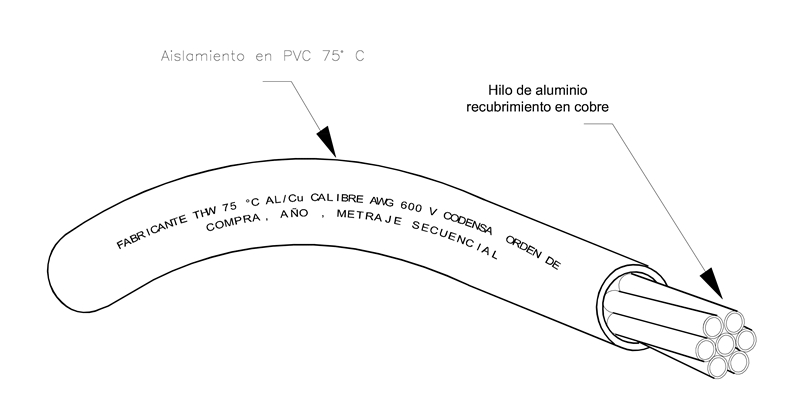 Aislamiento en PVC 75° C
Hilo de aluminio
recubrimiento en cobre
FABRICANTE THW 75 °C AL/Cu CALIBRE AWG 600 V CODENSA ORDEN DE
COMPRA, AÑO , METRAJE SECUENCIAL